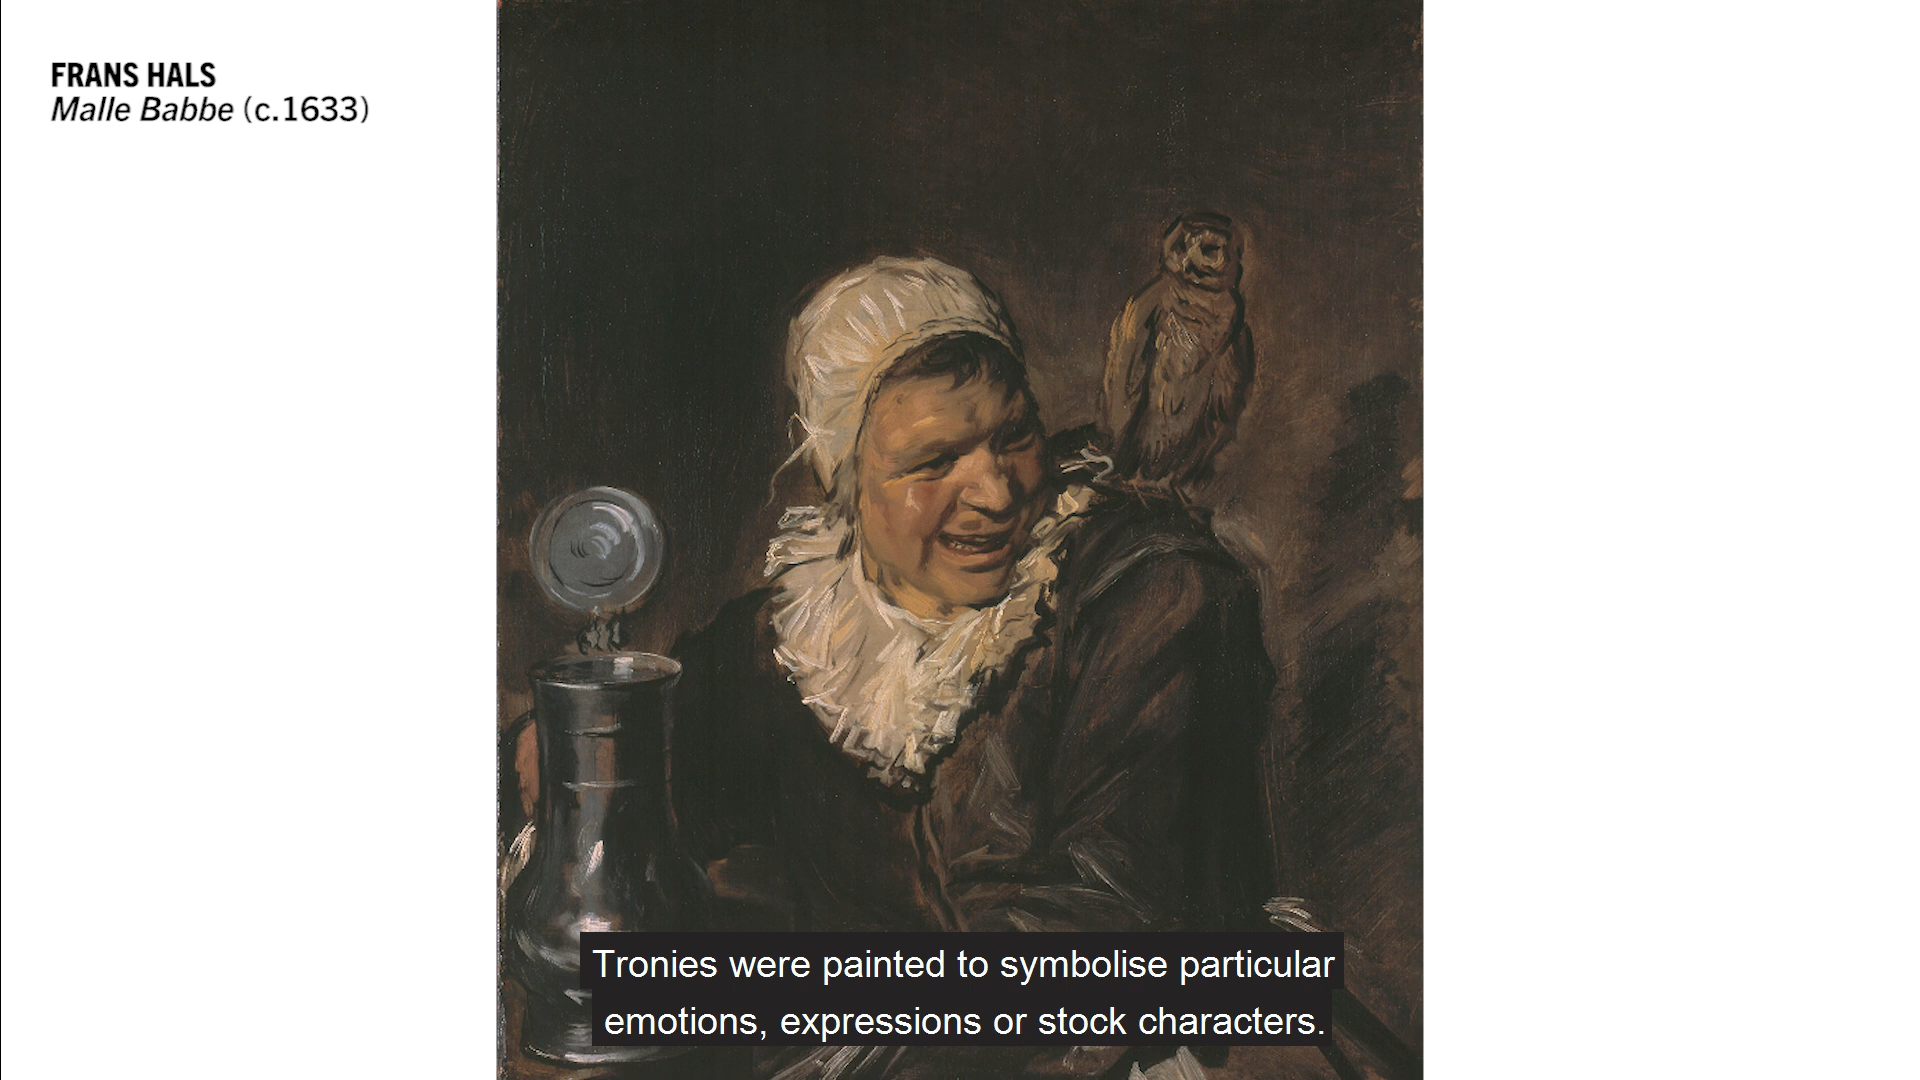 FRANS HALS
Malle Babbe (c.1633)
Tronies were painted to symbolise particular
emotions, expressions or stock characters.